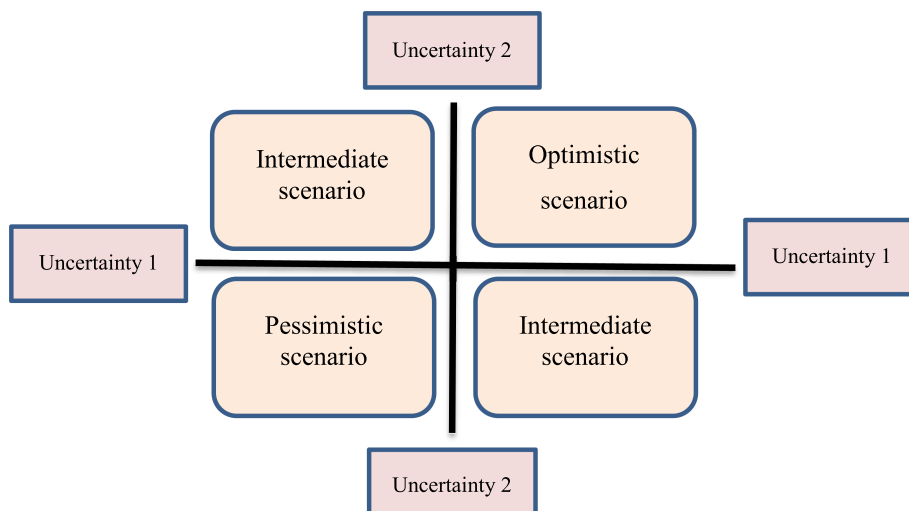 Uncertainty 2
Intermediate
scenario
Optimistic
scenario
Uncertainty 1
Uncertainty 1
Pessimistic
scenario
Intermediate
scenario
Uncertainty 2